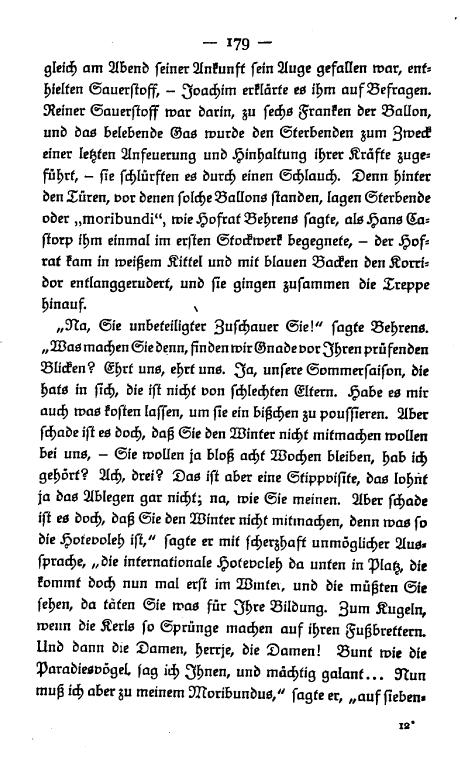 — 179 —
gleich am Abend seiner Ankunft sein Auge gefallen war, ent-
hielten Sauerstoff, – Joachim erklärte es ihm auf Befragen.
Reiner Sauerstoff war darin, zu sechs Franken der Ballon,
und das belebende Gas wurde den Sterbenden zum Zweck
einer letzten Anfeuerung und Hinhaltung ihrer Kräfte zuge-
führt, – sie schlürften es durch einen Schlauch. Denn hinter
den Türen, vor denen solche Ballons standen, lagen Sterbende
oder „moribundi“, wie Hofrat Behrens sagte, als Hans Ca-
storp ihm einmal im ersten Stockwerk begegnete, – der Hof-
rat kam in weißem Kittel und mit blauen Backen den Korri-
dor entlanggerudert, und sie gingen zusammen die Treppe
hinauf.
„Na, Sie unbeteiligter Zuschauer Sie!“ sagte Behrens.
„Was machen Sie denn, finden wir Gnade vor Ihren prüfenden
Blicken? Ehrt uns, ehrt uns. Ja, unsere Sommersaison, die
hats in sich, die ist nicht von schlechten Eltern. Habe es mir
auch was kosten lassen, um sie ein bißchen zu poussieren. Aber
schade ist es doch, daß Sie den Winter nicht mitmachen wollen
bei uns, – Sie wollen ja bloß acht Wochen bleiben, hab ich
gehört? Ach, drei? Das ist aber eine Stippvisite, das lohnt
ja das Ablegen gar nicht; na, wie Sie meinen. Aber schade
ist es doch, daß Sie den Winter nicht mitmachen, denn was so
die Hotevoleh ist,“ sagte er mit scherzhaft unmöglicher Aus-
sprache, „die internationale Hotevoleh da unten in Platz, die
kommt doch nun mal erst im Winter, und die müßten Sie
sehen, da täten Sie was für Ihre Bildung. Zum Kugeln,
wenn die Kerls so Sprünge machen auf ihren Fußbrettern.
Und dann die Damen, herrje, die Damen! Bunt wie die
Paradiesvögel, sag ich Ihnen, und mächtig galant... Nun
muß ich aber zu meinem Moribundus,“ sagte er, „auf sieben-
12*